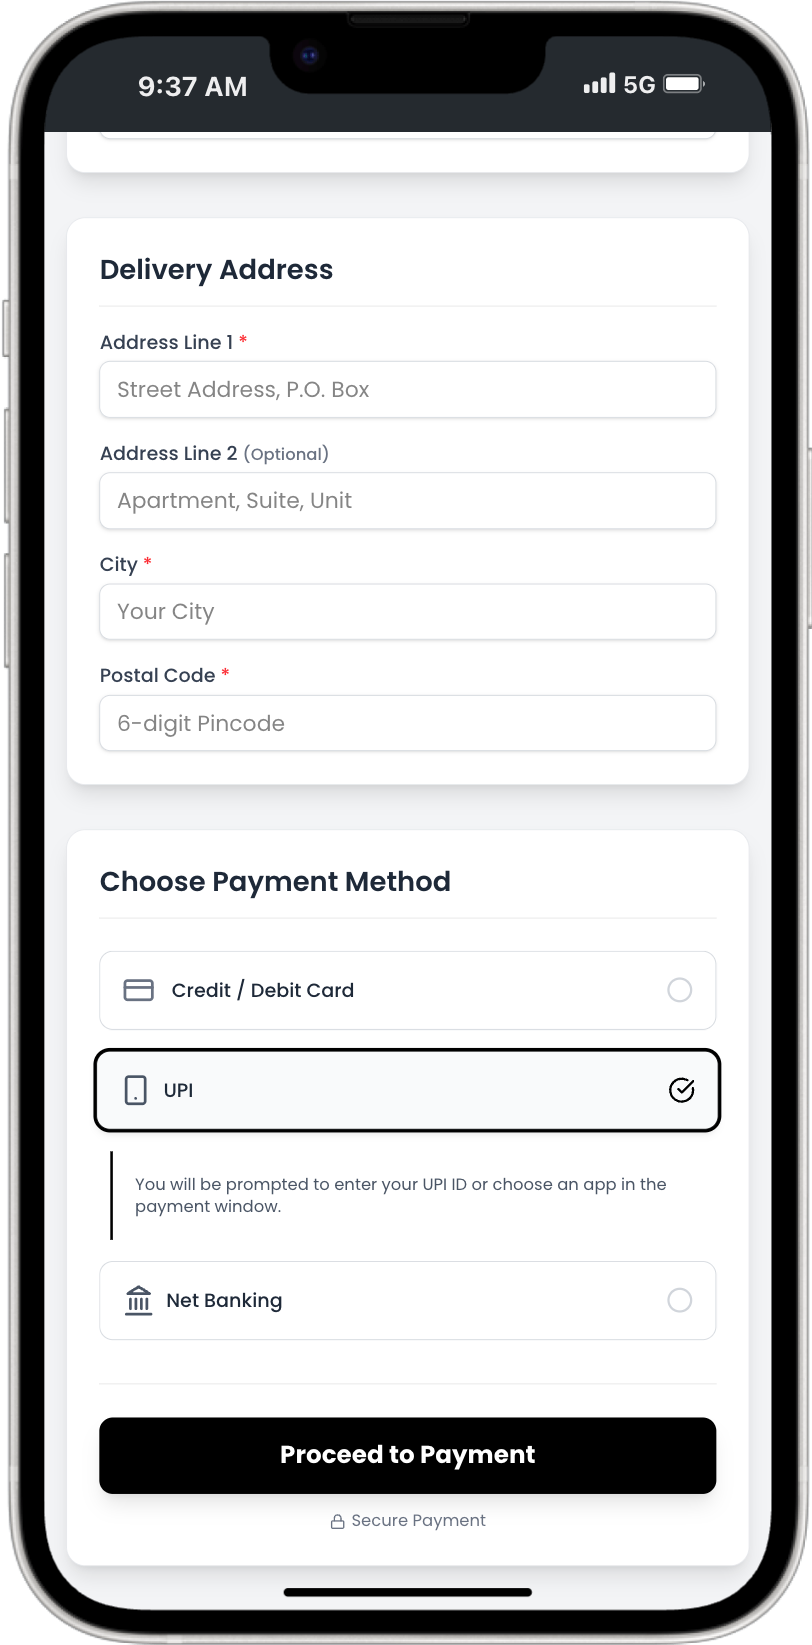 9:37 AM 5G
Delivery Address
Address Line 1 *
Street Address, P.O. Box
Address Line 2 (Optional)
Apartment, Suite, Unit
City *
Your City
Postal Code *
6-digit Pincode
Choose Payment Method
Credit / Debit Card
UPI
You will be prompted to enter your UPI ID or choose an app in the
payment window.
Net Banking
Proceed to Payment
Secure Payment